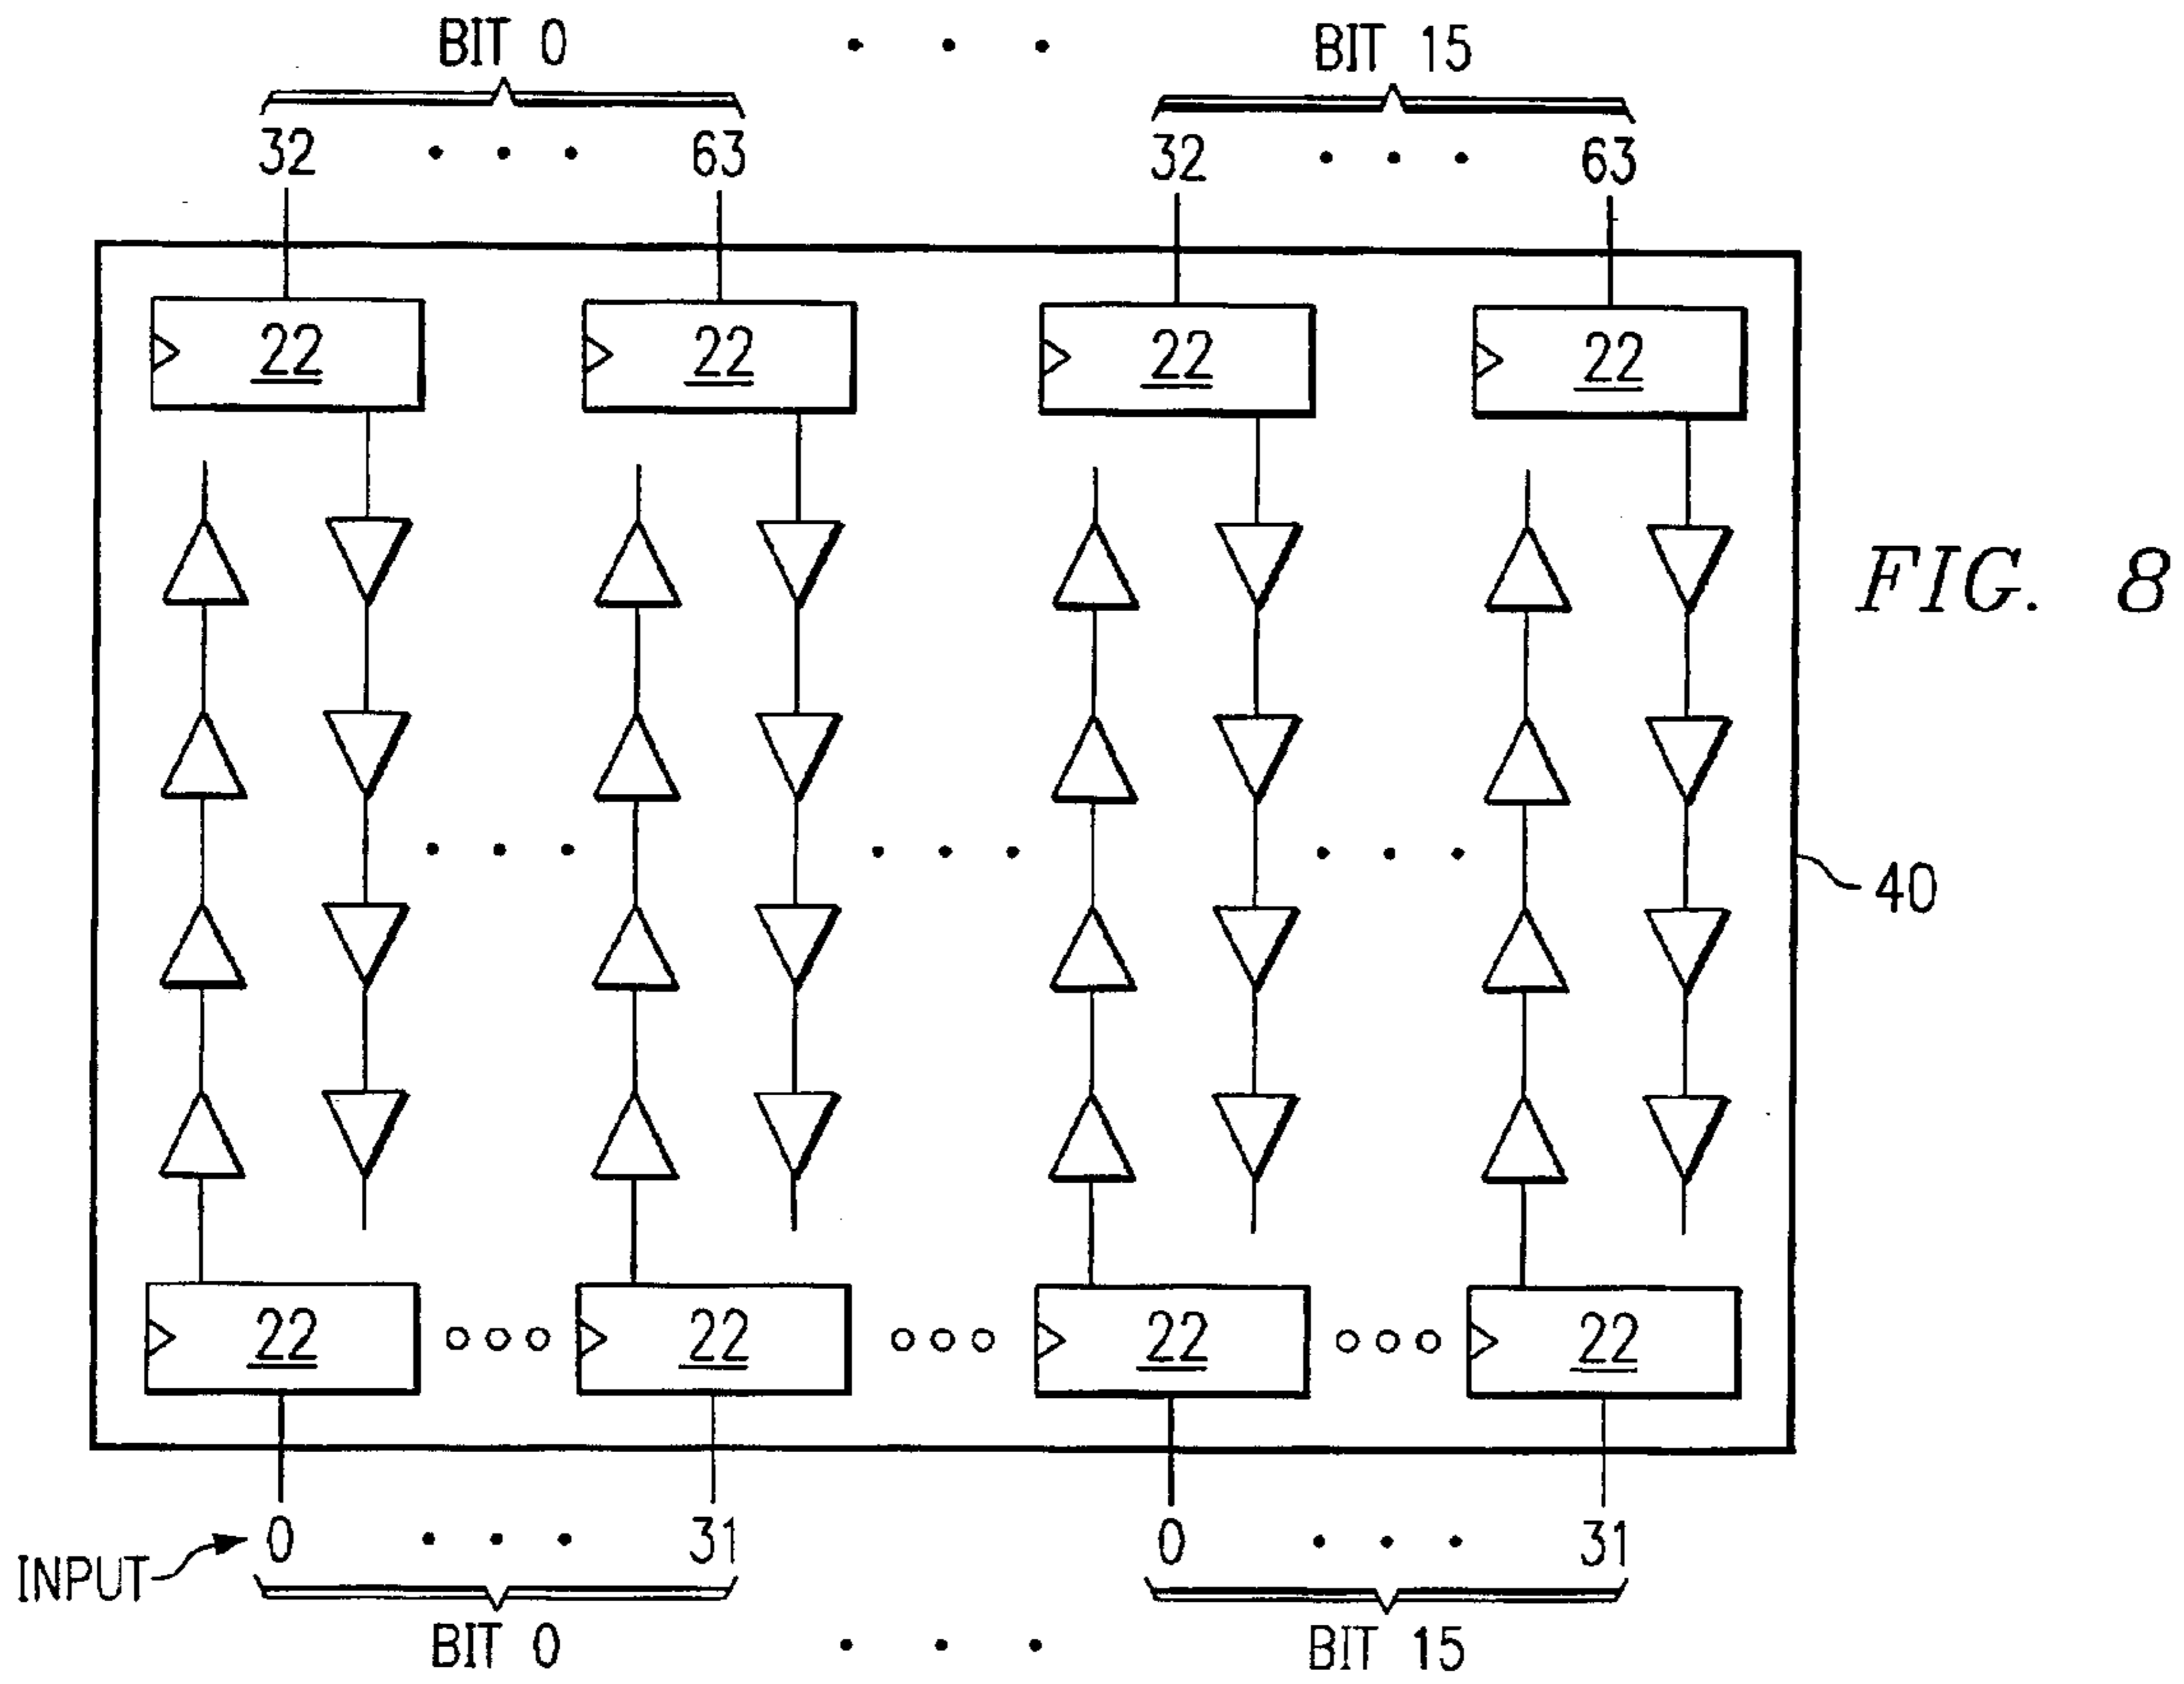 BIT 0 . . . BIT 15
32 . . . 63 32 . . . 63
22 22 22 22
FIG. 8
40
22 22 22 22
INPUT 0 . . . 31 0 . . . 31
BIT 0 . . . BIT 15